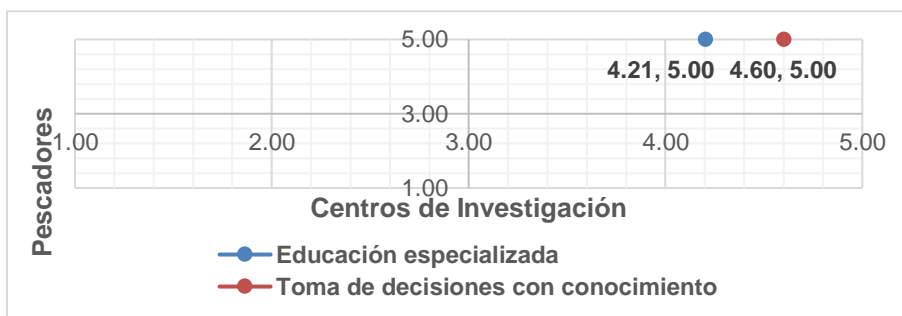 5.00
4.21, 5.00 4.60, 5.00
3.00
1.00 2.00 3.00 4.00 5.00
1.00
Pescadores
Centros de Investigación
Educación especializada
Toma de decisiones con conocimiento